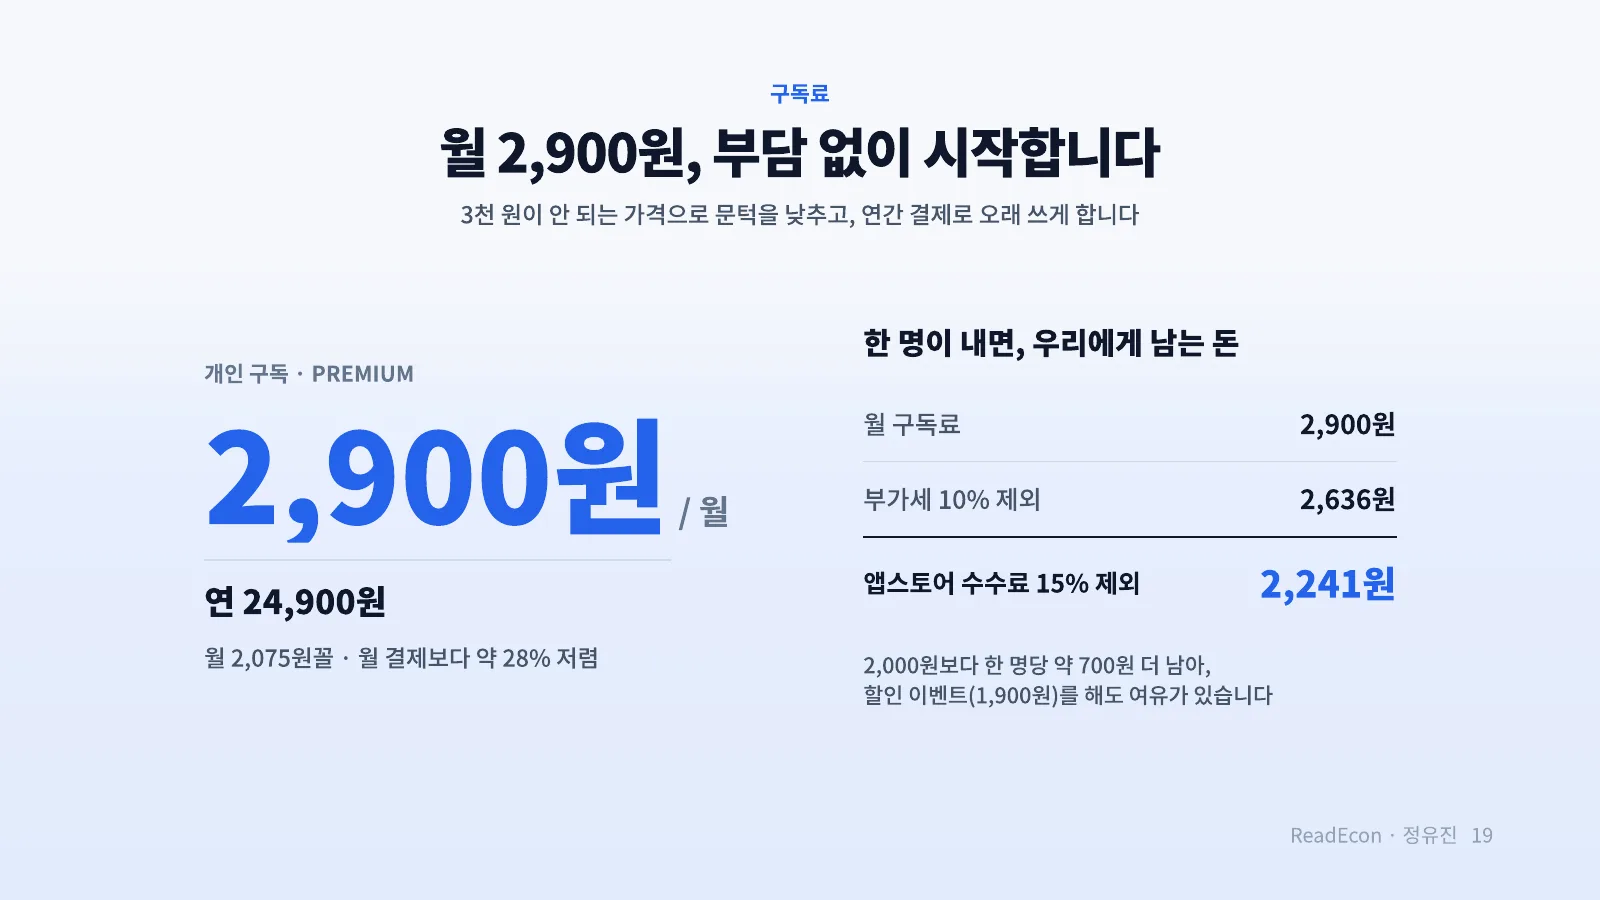 구독료
월 2,900원, 부담 없이 시작합니다
3천 원이 안 되는 가격으로 문턱을 낮추고, 연간 결제로 오래 쓰게 합니다
개인 구독 · PREMIUM
2,900원 / 월
연 24,900원
월 2,075원꼴 · 월 결제보다 약 28% 저렴
한 명이 내면, 우리에게 남는 돈
월 구독료 2,900원
부가세 10% 제외 2,636원
앱스토어 수수료 15% 제외 2,241원
2,000원보다 한 명당 약 700원 더 남아,
할인 이벤트(1,900원)를 해도 여유가 있습니다
ReadEcon · 정유진 19